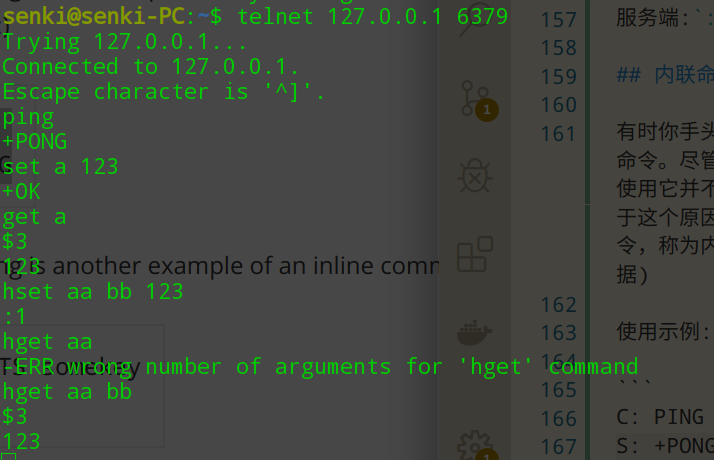 senki@senki-PC:~$ telnet 127.0.0.1 6379
Trying 127.0.0.1...
Connected to 127.0.0.1.
Escape character is '^]'.
ping
+PONG
set a 123
+OK
get a
$3
123
hset aa bb 123
:1
hget aa
-ERR wrong number of arguments for 'hget' command
hget aa bb
$3
123
ng is another example of an inline comm
somekey
1
1
157 服务端:`:
158
159 ## 内联命
160
161 有时你手头
命令。尽管
使用它并不
于这个原因
令，称为内
据)
162
163 使用示例:
164
165 ```
166 C: PING
167 S: +PONG